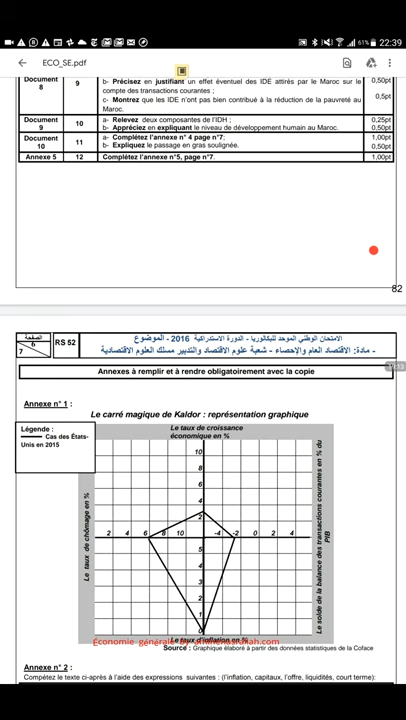 61% 22:39
ECO_SE.pdf
Document 8
9
b- Précisez en justifiant un effet éventuel des IDE attirés par le Maroc sur le compte des transactions courantes ;
0,50pt
c- Montrez que les IDE n'ont pas bien contribué à la réduction de la pauvreté au Maroc.
0,5pt
Document 9
10
a- Relevez deux composantes de l'IDH ;
0,25pt
b- Appréciez en expliquant le niveau de développement humain au Maroc.
0,50pt
Document 10
11
a- Complétez l'annexe n° 4 page n°7;
1,00pt
b- Expliquez le passage en gras soulignée.
0,50pt
Annexe 5
12
Complétez l'annexe n°5, page n°7.
1,00pt
82
الصفحة
6
7
RS 52
الامتحان الوطني الموحد للبكالوريا - الدورة الاستدراكية 2016 - الموضوع
- مادة: الاقتصاد العام والإحصاء - شعبة علوم الاقتصاد والتدبير مسلك العلوم الاقتصادية
Annexes à remplir et à rendre obligatoirement avec la copie
Annexe n° 1 :
Le carré magique de Kaldor : représentation graphique
Légende :
Cas des États-Unis en 2015
Le taux de croissance économique en %
10
8
6
4
2
2 4 6 8 10 -4 -2 0 2 4
5
4
3
2
1
0
Le taux de chômage en %
Le solde de la balance des transactions courantes en % du PIB
Le taux d'inflation en %
Source : Graphique élaboré à partir des données statistiques de la Coface
Annexe n° 2 :
Compétez le texte ci-après à l'aide des expressions suivantes : (l'inflation, capitaux, l'offre, liquidités, court terme):